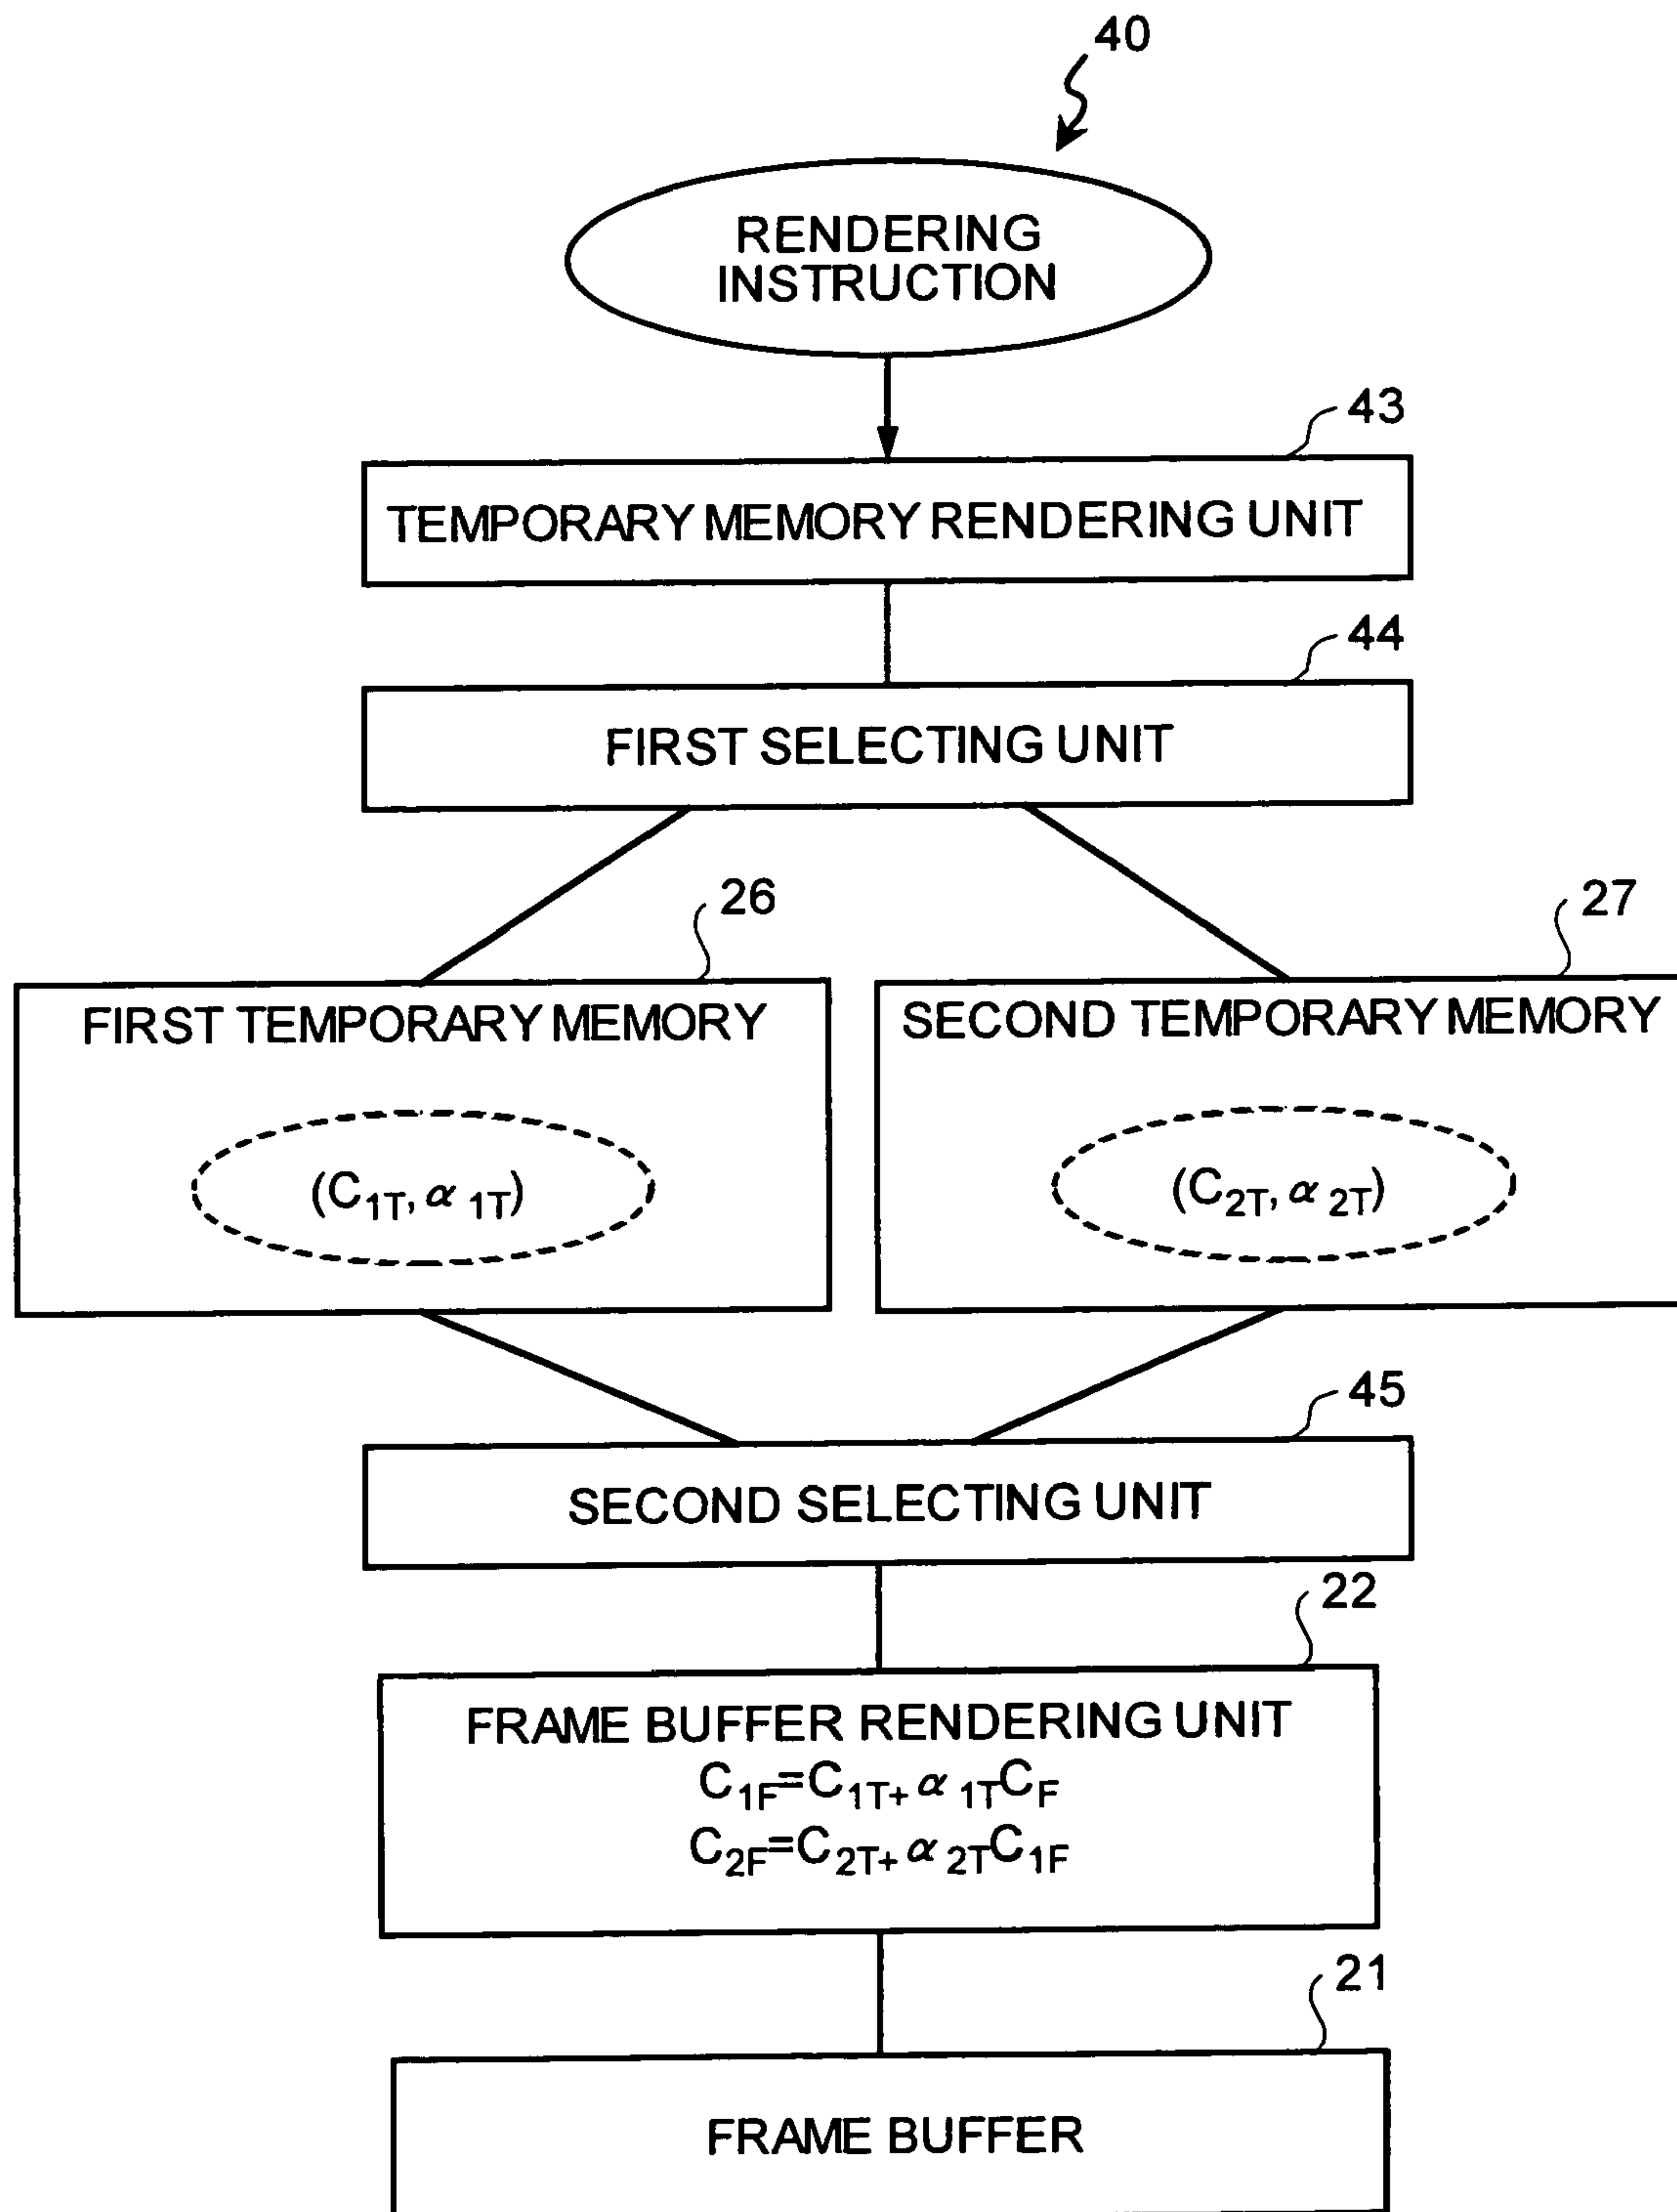 40
RENDERING
INSTRUCTION
43
TEMPORARY MEMORY RENDERING UNIT
44
FIRST SELECTING UNIT
26
27
FIRST TEMPORARY MEMORY
SECOND TEMPORARY MEMORY
(C1T, α 1T)
(C2T, α 2T)
45
SECOND SELECTING UNIT
22
FRAME BUFFER RENDERING UNIT
C1F=C1T+ α 1TCF
C2F=C2T+ α 2TC1F
21
FRAME BUFFER